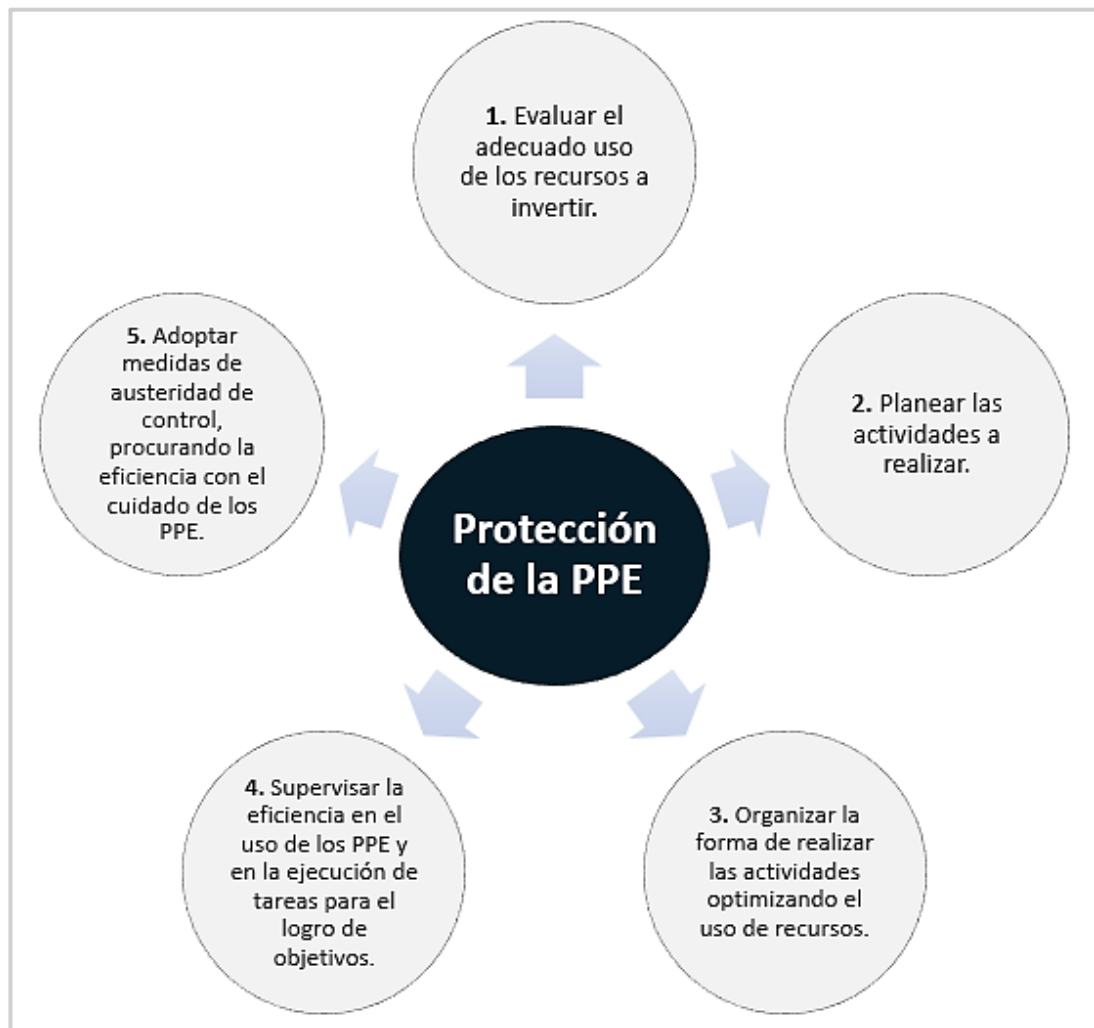 1. Evaluar el
adecuado uso
de los recursos a
invertir.
2. Planear las
actividades a
realizar.
3. Organizar la
forma de realizar
las actividades
optimizando el
uso de recursos.
4. Supervisar la
eficiencia en el
uso de los PPE y
en la ejecución de
tareas para el
logro de
objetivos.
5. Adoptar
medidas de
austeridad de
control,
procurando la
eficiencia con el
cuidado de los
PPE.
Protección
de la PPE